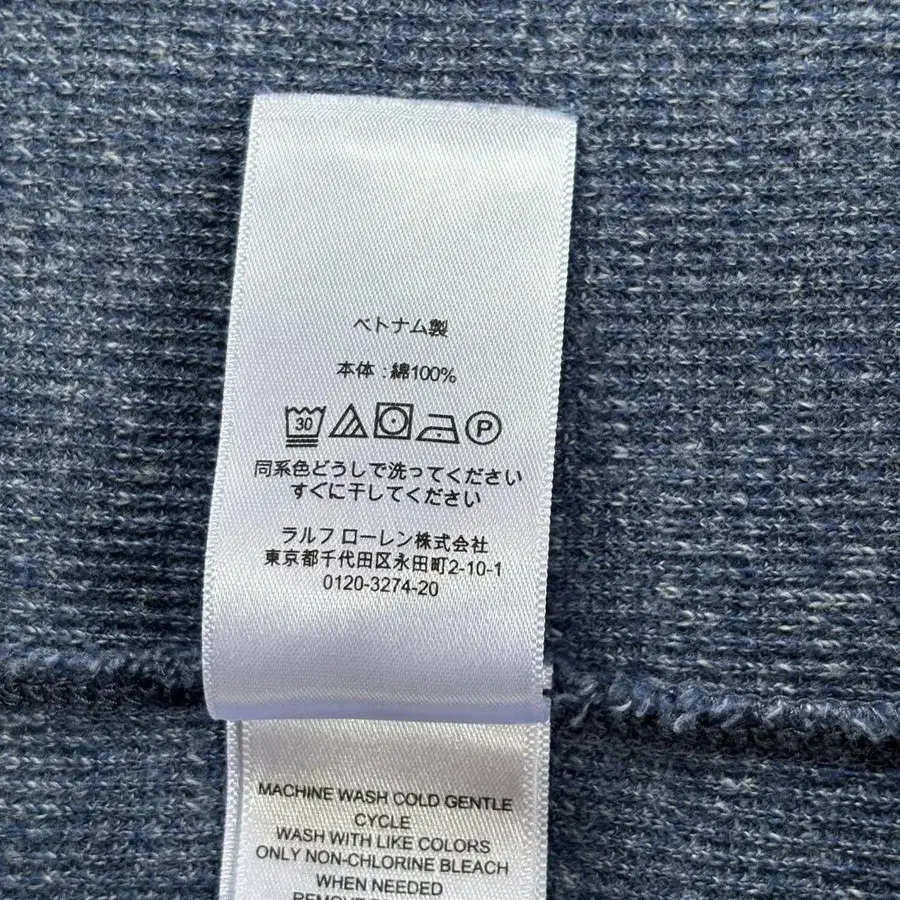 ベトナム製
本体 : 綿100%
30 P
同系色どうしで洗ってください
すぐに干してください
ラルフ ローレン株式会社
東京都千代田区永田町2-10-1
0120-3274-20
MACHINE WASH COLD GENTLE
CYCLE
WASH WITH LIKE COLORS
ONLY NON-CHLORINE BLEACH
WHEN NEEDED
REMOVE